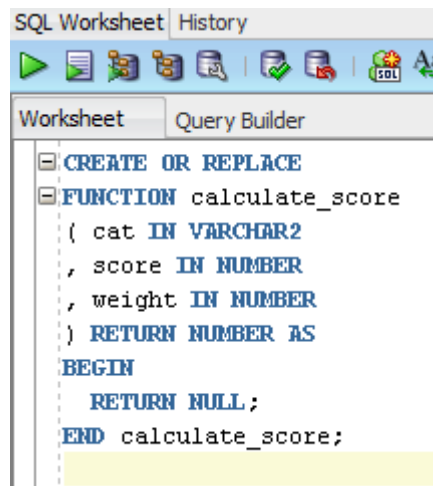 SQL Worksheet History
SQL
Worksheet Query Builder
CREATE OR REPLACE
FUNCTION calculate_score
( cat IN VARCHAR2
, score IN NUMBER
, weight IN NUMBER
) RETURN NUMBER AS
BEGIN
RETURN NULL;
END calculate_score;